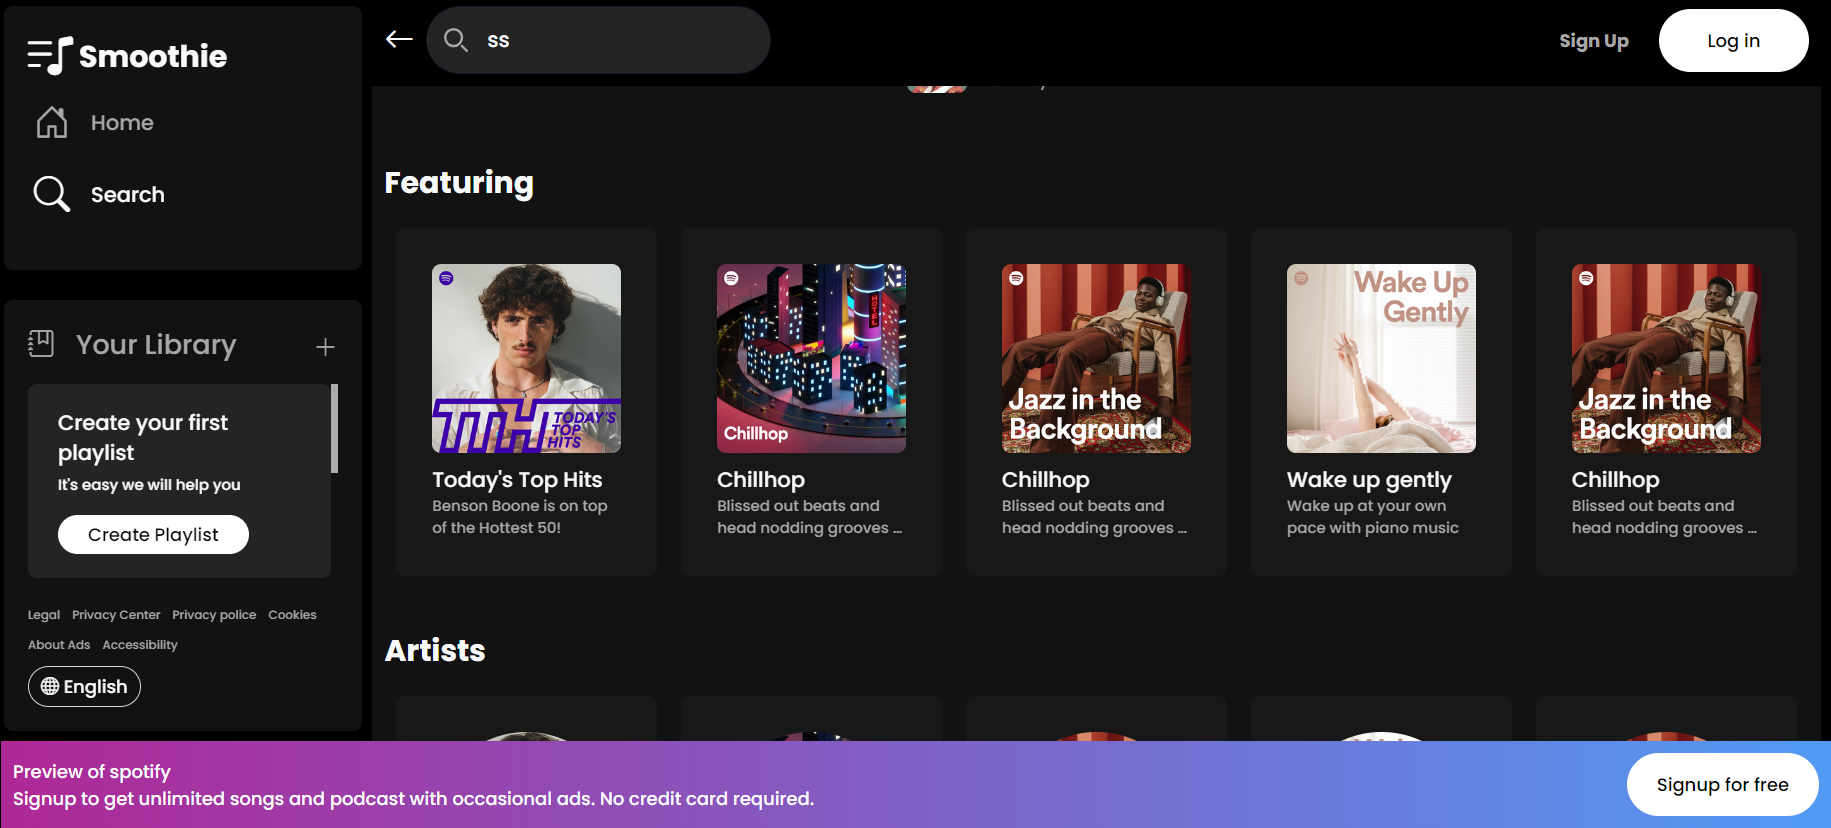 Smoothie
Home
Search
Your Library
Create your first
playlist
It's easy we will help you
Create Playlist
Legal Privacy Center Privacy police Cookies
About Ads Accessibility
English
ss
Sign Up
Log in
Featuring
TTH TODAY'S
TOP
HITS
Today's Top Hits
Benson Boone is on top
of the Hottest 50!
HOTEL
Chillhop
Chillhop
Blissed out beats and
head nodding grooves ...
Jazz in the
Background
Chillhop
Blissed out beats and
head nodding grooves ...
Wake Up
Gently
Wake up gently
Wake up at your own
pace with piano music
Jazz in the
Background
Chillhop
Blissed out beats and
head nodding grooves ...
Artists
Preview of spotify
Signup to get unlimited songs and podcast with occasional ads. No credit card required.
Signup for free